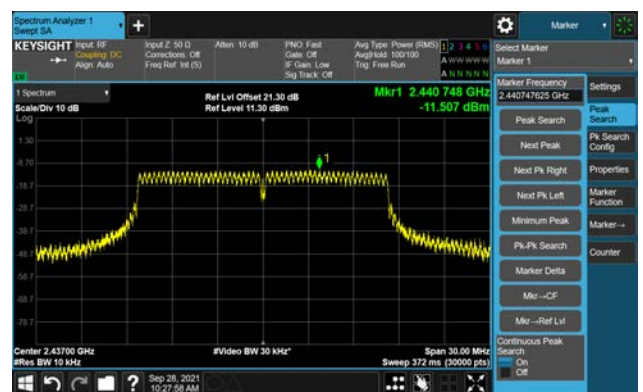 Spectrum Analyzer 1
Swept SA
Marker
KEYSIGHT
Input: RF
Coupling: DC
Align: Auto
Input Z: 50 Ω
Corrections: Off
Freq Ref: Int (S)
Atten: 10 dB
PNO: Fast
Gate: Off
IF Gain: Low
Sig Track: Off
Avg Type: Power (RMS)
Avg|Hold: 100/100
Trig: Free Run
1 2 3 4 5 6
A W W W W W
A N N N N N
Select Marker
Marker 1
1 Spectrum
Scale/Div 10 dB
Log
Ref Lvl Offset 21.30 dB
Ref Level 11.30 dBm
Mkr1 2.440 748 GHz
-11.507 dBm
1.30
-8.70
-18.7
-28.7
-38.7
-48.7
-58.7
-68.7
-78.7
1
Center 2.43700 GHz
#Res BW 10 kHz
#Video BW 30 kHz*
Span 30.00 MHz
Sweep 372 ms (30000 pts)
Marker Frequency
2.440747625 GHz
Peak Search
Next Peak
Next Pk Right
Next Pk Left
Minimum Peak
Pk-Pk Search
Marker Delta
Mkr→CF
Mkr→Ref Lvl
Continuous Peak
Search
On
Off
Settings
Peak
Search
Pk Search
Config
Properties
Marker
Function
Marker→
Counter
Sep 28, 2021
10:27:58 AM